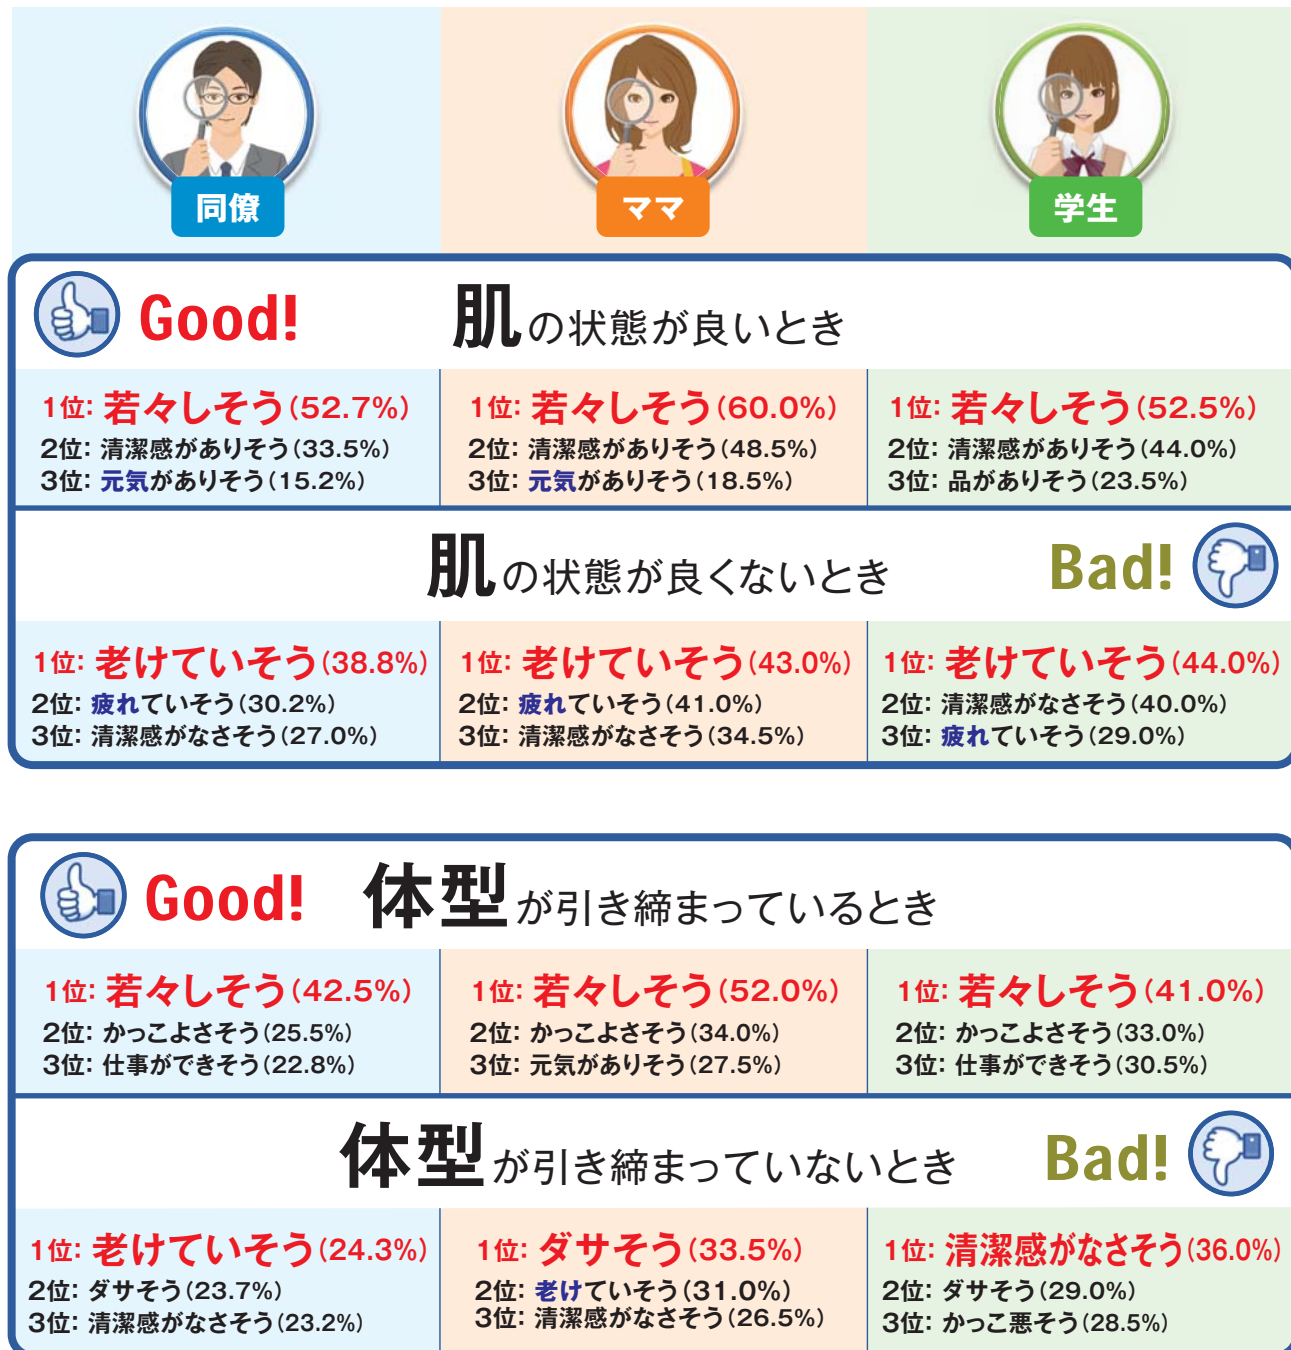 同僚
ママ
学生
Good! 肌の状態が良いとき
1位: 若々しそう(52.7%)
2位: 清潔感がありそう(33.5%)
3位: 元気がありそう(15.2%)
1位: 若々しそう(60.0%)
2位: 清潔感がありそう(48.5%)
3位: 元気がありそう(18.5%)
1位: 若々しそう(52.5%)
2位: 清潔感がありそう(44.0%)
3位: 品がありそう(23.5%)
肌の状態が良くないとき Bad!
1位: 老けていそう(38.8%)
2位: 疲れていそう(30.2%)
3位: 清潔感がなさそう(27.0%)
1位: 老けていそう(43.0%)
2位: 疲れていそう(41.0%)
3位: 清潔感がなさそう(34.5%)
1位: 老けていそう(44.0%)
2位: 清潔感がなさそう(40.0%)
3位: 疲れていそう(29.0%)
Good! 体型が引き締まっているとき
1位: 若々しそう(42.5%)
2位: かっこよさそう(25.5%)
3位: 仕事ができそう(22.8%)
1位: 若々しそう(52.0%)
2位: かっこよさそう(34.0%)
3位: 元気がありそう(27.5%)
1位: 若々しそう(41.0%)
2位: かっこよさそう(33.0%)
3位: 仕事ができそう(30.5%)
体型が引き締まっていないとき Bad!
1位: 老けていそう(24.3%)
2位: ダサそう(23.7%)
3位: 清潔感がなさそう(23.2%)
1位: ダサそう(33.5%)
2位: 老けていそう(31.0%)
3位: 清潔感がなさそう(26.5%)
1位: 清潔感がなさそう(36.0%)
2位: ダサそう(29.0%)
3位: かっこ悪そう(28.5%)